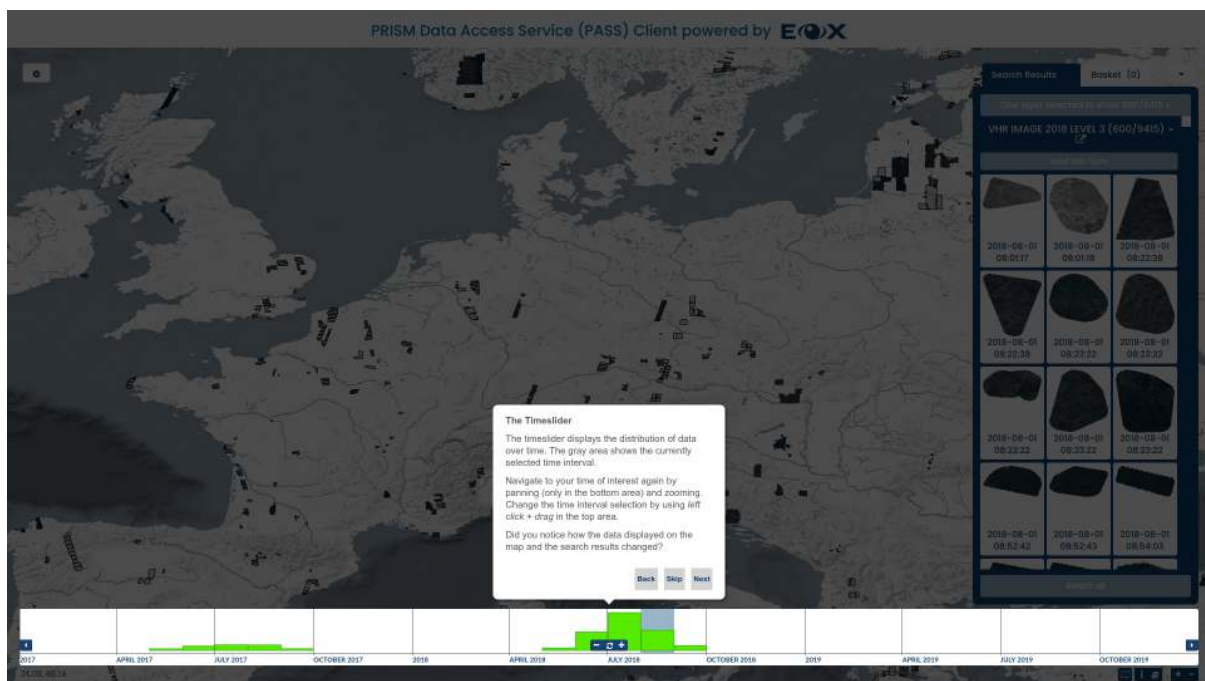 PRISM Data Access Service (PASS) Client powered by EOX
Search Results
Basket (0)
VHR IMAGE 2018 LEVEL 3 (600/9415)
2018-08-01
08:01:17
2018-08-01
08:01:18
2018-08-01
08:22:38
2018-08-01
08:22:38
2018-08-01
08:23:22
2018-08-01
08:23:22
2018-08-01
08:23:22
2018-08-01
08:23:22
2018-08-01
08:23:22
2018-08-01
08:52:42
2018-08-01
08:52:43
2018-08-01
08:54:03
Select all
The Timeslider
The timeslider displays the distribution of data
over time. The gray area shows the currently
selected time interval.
Navigate to your time of interest again by
panning (only in the bottom area) and zooming.
Change the time interval selection by using left
click + drag in the top area.
Did you notice how the data displayed on the
map and the search results changed?
Back
Skip
Next
2017
APRIL 2017
JULY 2017
OCTOBER 2017
2018
APRIL 2018
JULY 2018
OCTOBER 2018
2019
APRIL 2019
JULY 2019
OCTOBER 2019